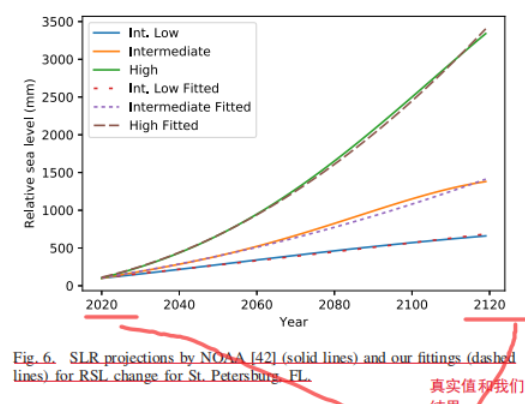 3500
3000
2500
2000
1500
1000
500
0
Relative sea level (mm)
Int. Low
Intermediate
High
Int. Low Fitted
Intermediate Fitted
High Fitted
2020
2040
2060
2080
2100
2120
Year
Fig. 6. SLR projections by NOAA [42] (solid lines) and our fittings (dashed
lines) for RSL change for St. Petersburg, FL.
真实值和我们